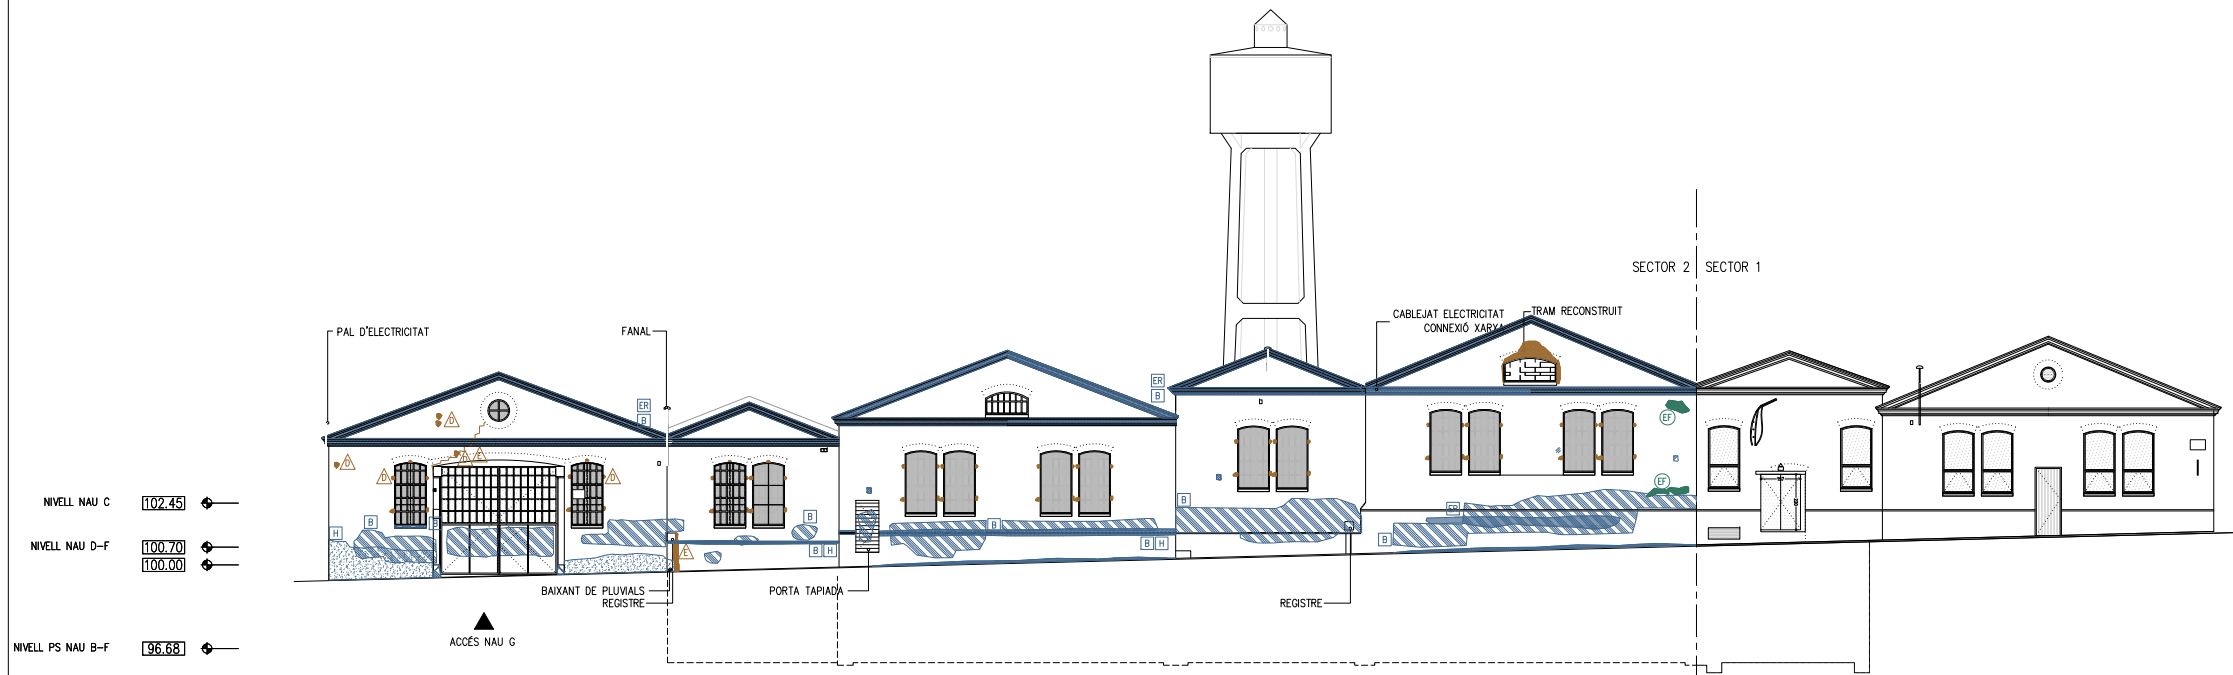 SECTOR 2 SECTOR 1
CABLEJAT ELECTRICITAT
CONNEXIÓ XARXA
TRAM RECONSTRUIT
PAL D'ELECTRICITAT
FANAL
ER
B
ER
B
D
EF
D
E
D
D
D
EF
NIVELL NAU C 102.45
B
ER
B
B
B
B
H
B
NIVELL NAU D-F 100.70
E
B H
B H
100.00
BAIXANT DE PLUVIALS
REGISTRE
PORTA TAPIADA
REGISTRE
ACCÉS NAU G
NIVELL PS NAU B-F 96.68